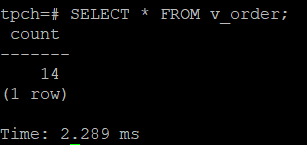 tpch=# SELECT * FROM v_order;
count
-------
14
(1 row)
Time: 2.289 ms